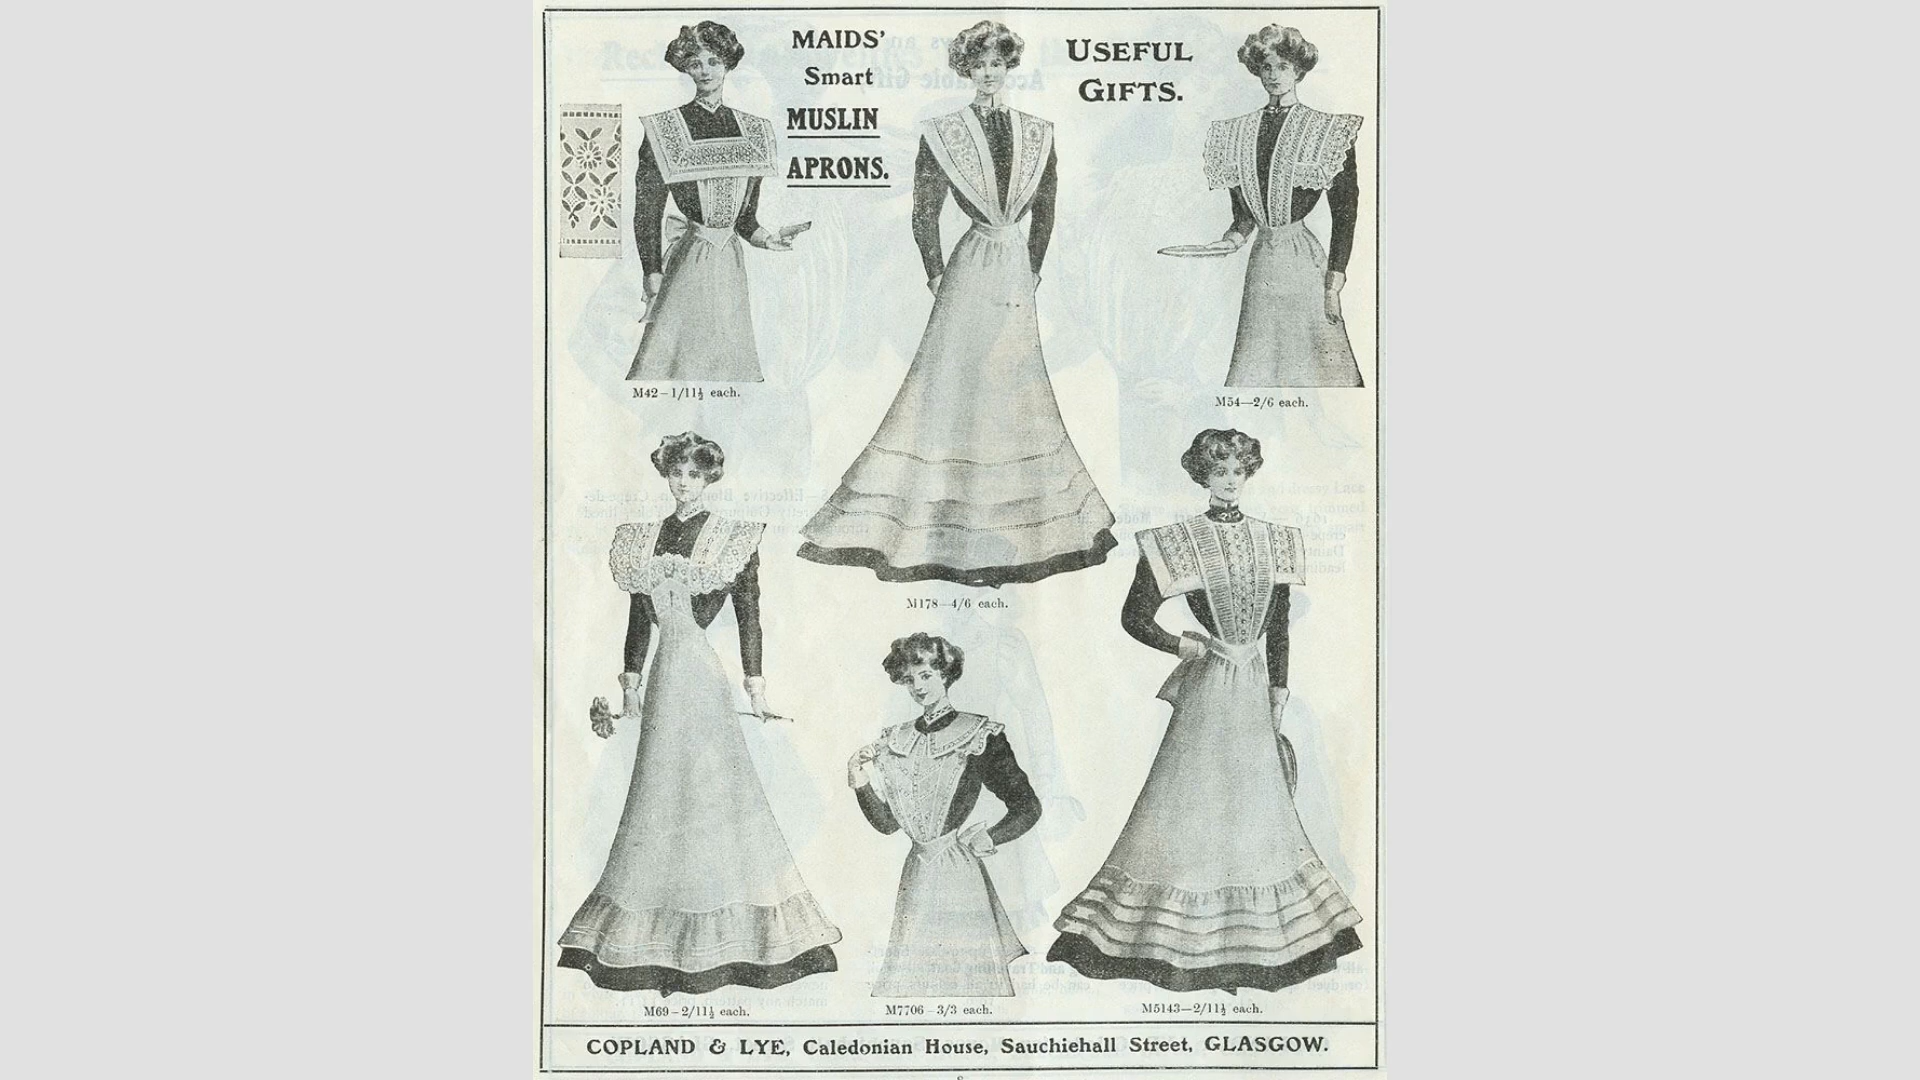 MAIDS'
Smart
MUSLIN
APRONS.
USEFUL
GIFTS.
M42-1/11½ each.
M54—2/6 each.
M178—4/6 each.
M69-2/11½ each.
M7706-3/3 each.
M5143—2/11½ each.
COPLAND & LYE, Caledonian House, Sauchiehall Street, GLASGOW.